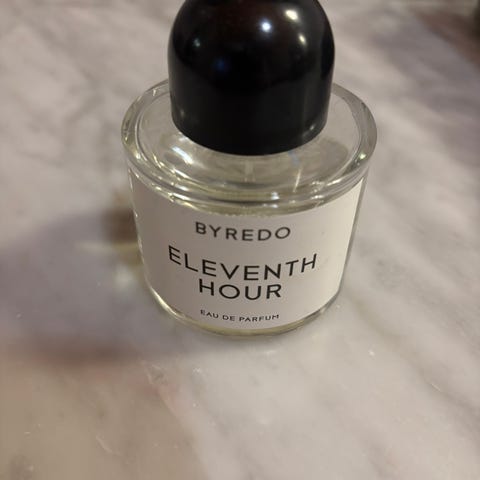 BYREDO
ELEVENTH
HOUR
EAU DE PARFUM